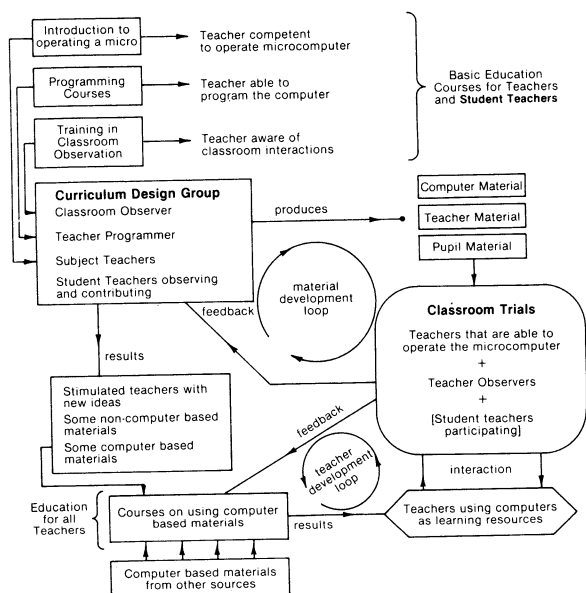 Introduction to
operating a micro
Teacher competent
to operate microcomputer
Programming
Courses
Teacher able to
program the computer
Training in
Classroom
Observation
Teacher aware of
classroom interactions
Basic Education
Courses for Teachers
and Student Teachers
Curriculum Design Group
Classroom Observer
Teacher Programmer
Subject Teachers
Student Teachers observing
and contributing
produces
Computer Material
Teacher Material
Pupil Material
material
development
loop
feedback
Classroom Trials
Teachers that are able to
operate the microcomputer
+
Teacher Observers
+
[Student teachers
participating]
results
Stimulated teachers with
new ideas
Some non-computer based
materials
Some computer based
materials
feedback
teacher
development
loop
interaction
Education
for all
Teachers
Courses on using computer
based materials
results
Teachers using computers
as learning resources
Computer based materials
from other sources